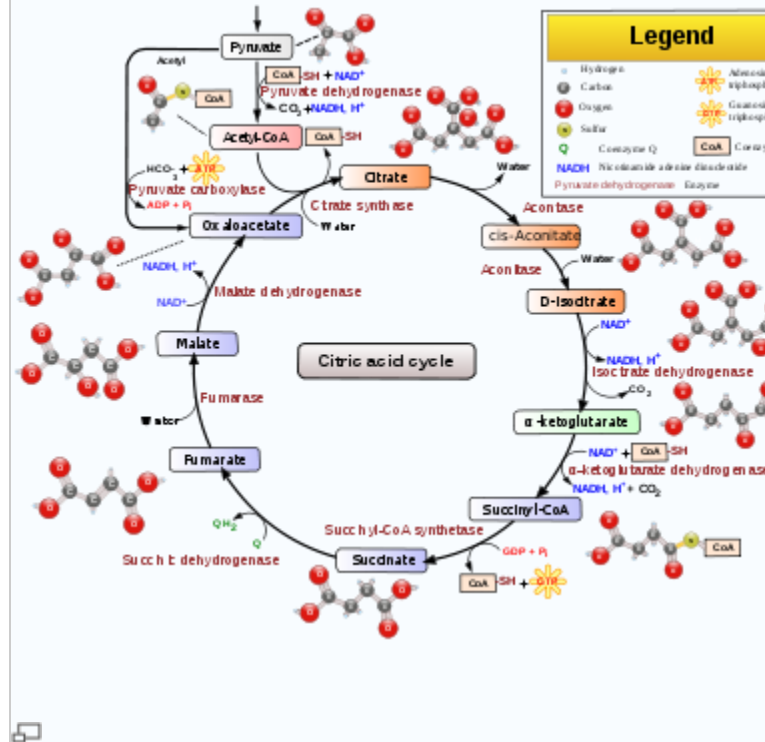 Legend
Hydrogen
Carbon
Oxygen
Sulfur
Q Coenzyme Q
NADH Nicotinamide adenine dinucleotide
Pyruvate dehydrogenase Enzyme
ATP
GTP
CoA
Pyruvate
Acetyl
CoA-SH + NAD⁺
Pyruvate dehydrogenase
CO₂ + NADH, H⁺
S CoA
Acetyl-CoA
CoA-SH
HCO₃⁻ + ATP
Pyruvate carboxylase
ADP + Pi
Oxaloacetate
Citrate synthase
Water
Citrate
Water
Aconitase
cis-Aconitate
Aconitase
Water
D-Isocitrate
NAD⁺
NADH, H⁺
Isocitrate dehydrogenase
CO₂
α-ketoglutarate
NAD⁺ + CoA-SH
α-ketoglutarate dehydrogenase
NADH, H⁺ + CO₂
Succinyl-CoA
S CoA
Succinyl-CoA synthetase
GDP + Pi
CoA-SH + GTP
Succinate
Succinic dehydrogenase
QH₂
Q
Fumarate
Water
Fumarase
Malate
Malate dehydrogenase
NAD⁺
NADH, H⁺
Citric acid cycle